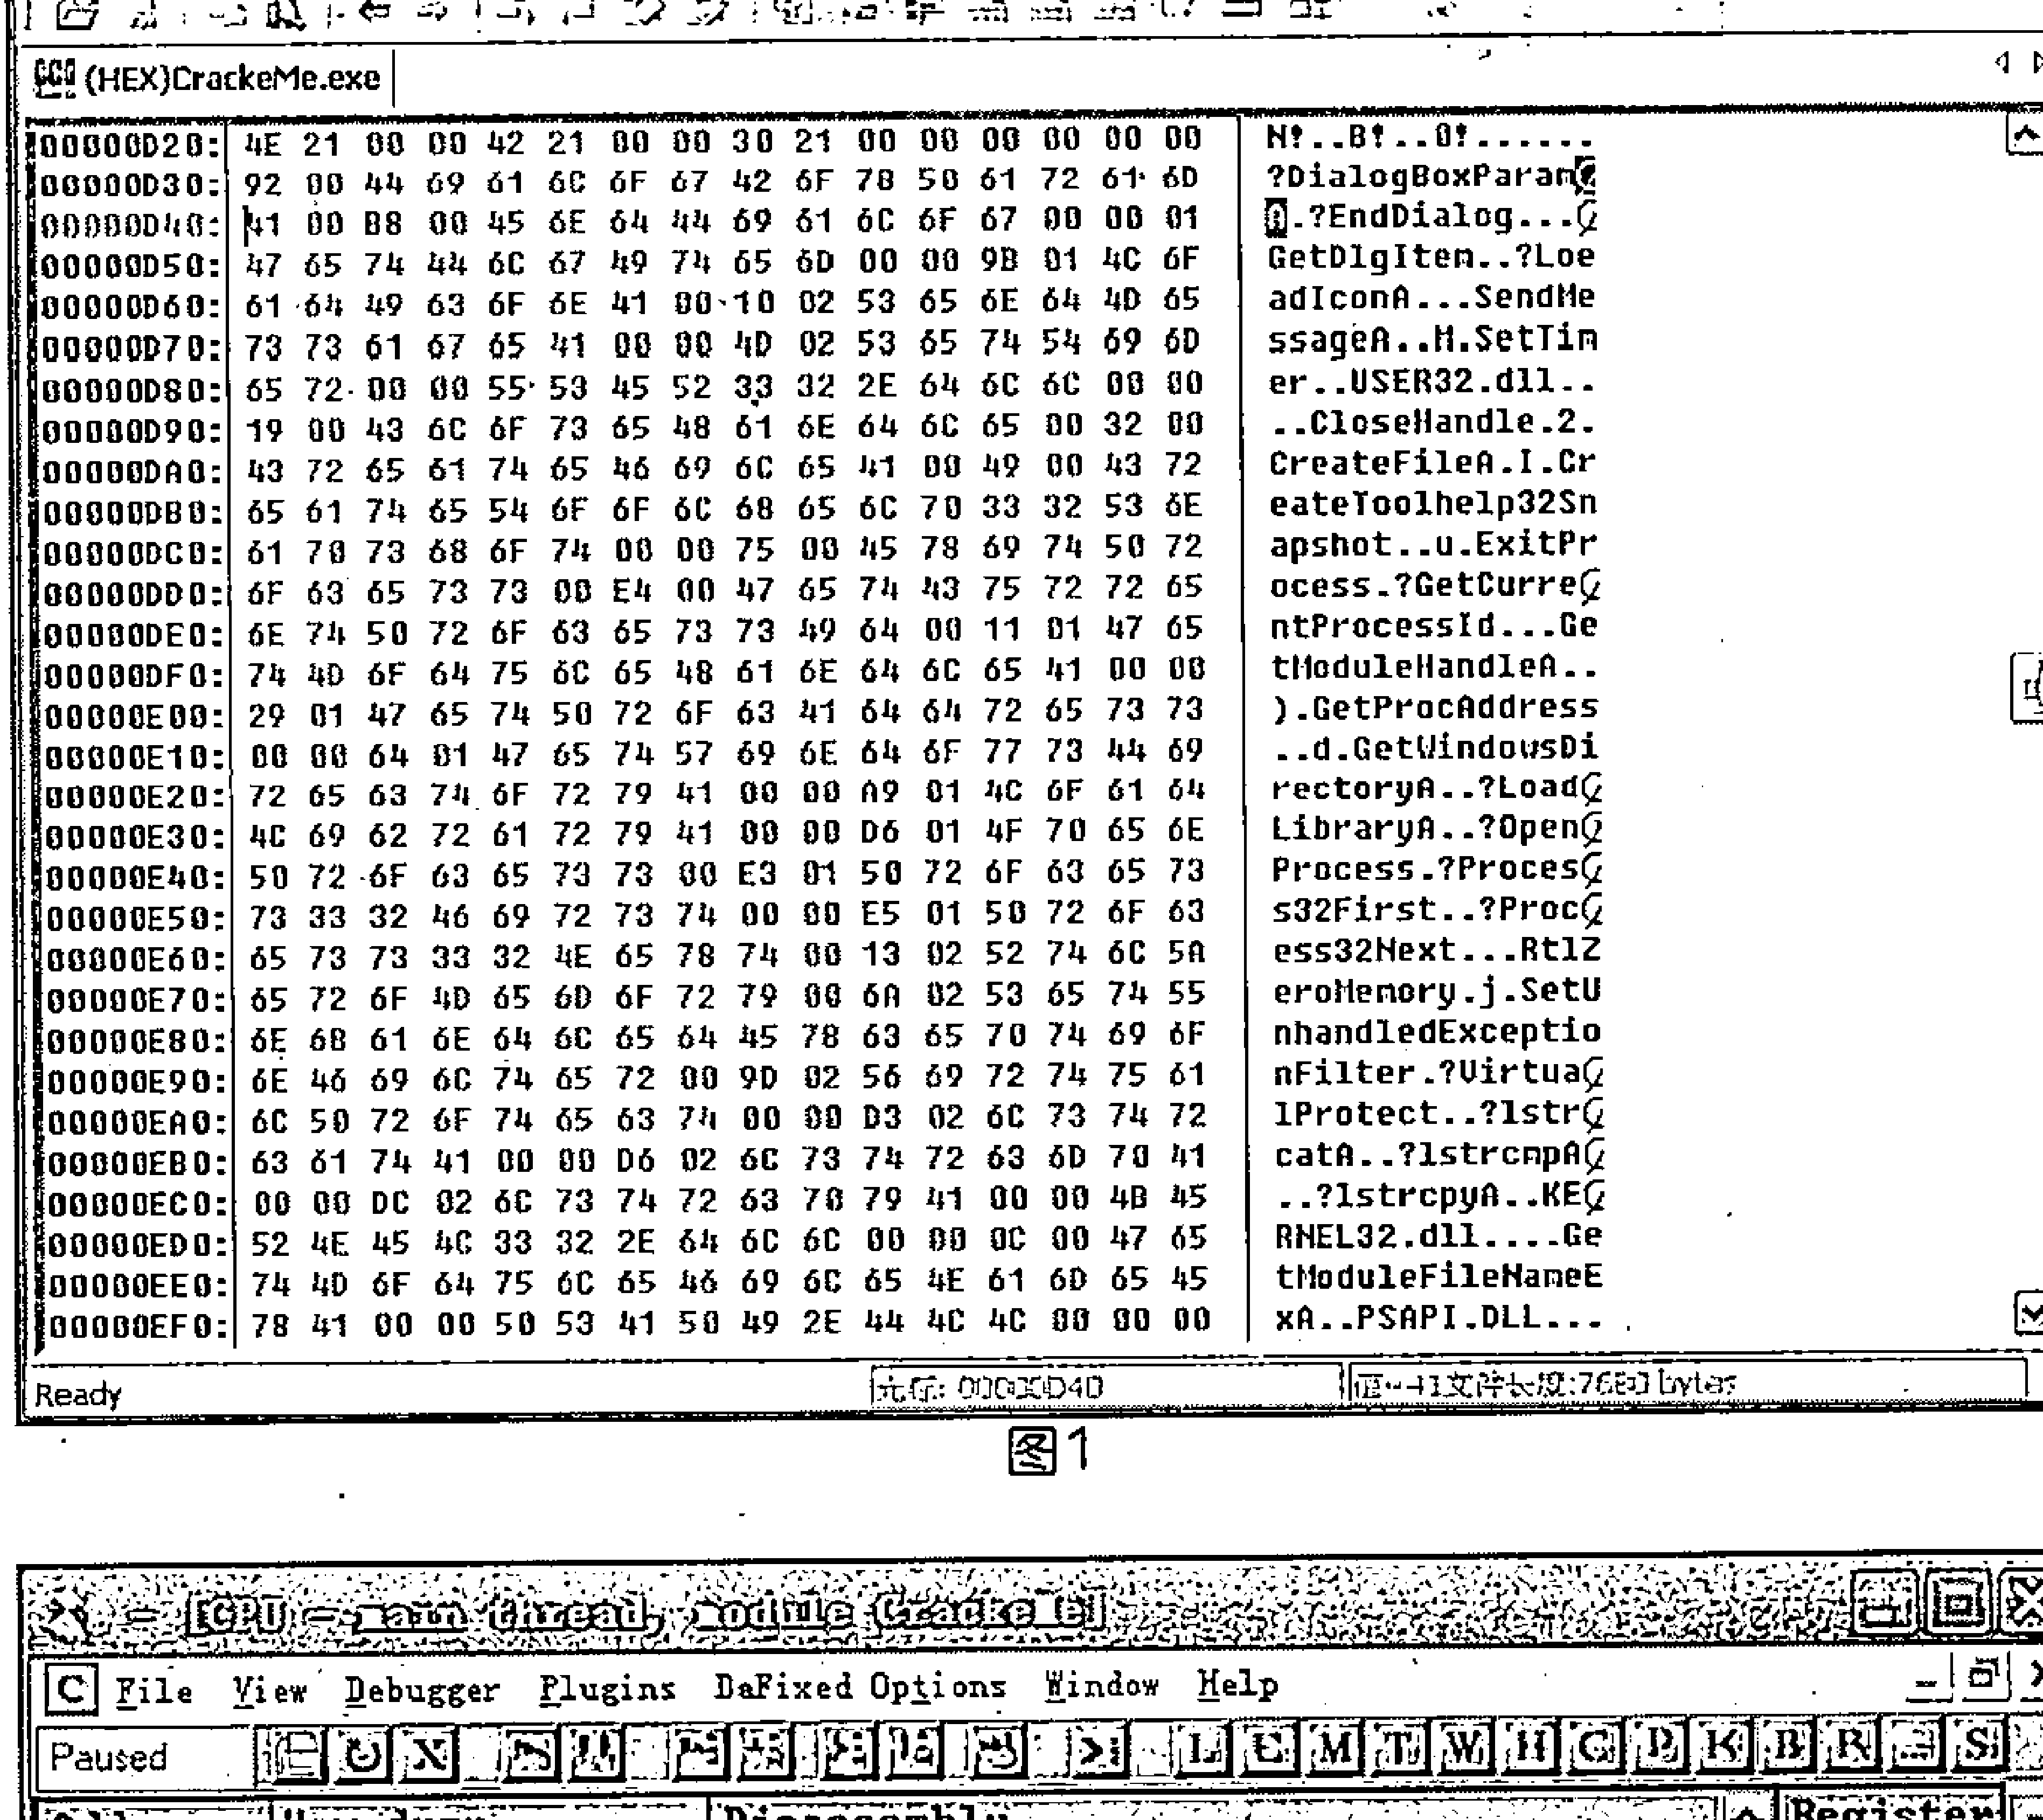 (HEX)CrackeMe.exe
00000D20: 4E 21 00 00 42 21 00 00 30 21 00 00 00 00 00 00 N!..B!..0!......
00000D30: 92 00 44 69 61 6C 6F 67 42 6F 78 50 61 72 61 6D ?DialogBoxParam
00000D40: 41 00 B8 00 45 6E 64 44 69 61 6C 6F 67 00 00 01 .?EndDialog...
00000D50: 47 65 74 44 6C 67 49 74 65 6D 00 00 9B 01 4C 6F GetDlgItem..?Loe
00000D60: 61 64 49 63 6F 6E 41 00 10 02 53 65 6E 64 4D 65 adIconA...SendMe
00000D70: 73 73 61 67 65 41 00 00 4D 02 53 65 74 54 69 6D ssageA..M.SetTim
00000D80: 65 72 00 00 55 53 45 52 33 32 2E 64 6C 6C 00 00 er..USER32.dll..
00000D90: 19 00 43 6C 6F 73 65 48 61 6E 64 6C 65 00 32 00 ..CloseHandle.2.
00000DA0: 43 72 65 61 74 65 46 69 6C 65 41 00 49 00 43 72 CreateFileA.I.Cr
00000DB0: 65 61 74 65 54 6F 6F 6C 68 65 6C 70 33 32 53 6E eateToolhelp32Sn
00000DC0: 61 70 73 68 6F 74 00 00 75 00 45 78 69 74 50 72 apshot..u.ExitPr
00000DD0: 6F 63 65 73 73 00 E4 00 47 65 74 43 75 72 72 65 ocess.?GetCurre
00000DE0: 6E 74 50 72 6F 63 65 73 73 49 64 00 11 01 47 65 ntProcessId...Ge
00000DF0: 74 4D 6F 64 75 6C 65 48 61 6E 64 6C 65 41 00 00 tModuleHandleA..
00000E00: 29 01 47 65 74 50 72 6F 63 41 64 64 72 65 73 73 ).GetProcAddress
00000E10: 00 00 64 01 47 65 74 57 69 6E 64 6F 77 73 44 69 ..d.GetWindowsDi
00000E20: 72 65 63 74 6F 72 79 41 00 00 A9 01 4C 6F 61 64 rectoryA..?Load
00000E30: 4C 69 62 72 61 72 79 41 00 00 D6 01 4F 70 65 6E LibraryA..?Open
00000E40: 50 72 6F 63 65 73 73 00 E3 01 50 72 6F 63 65 73 Process.?Proces
00000E50: 73 33 32 46 69 72 73 74 00 00 E5 01 50 72 6F 63 s32First..?Proc
00000E60: 65 73 73 33 32 4E 65 78 74 00 13 02 52 74 6C 5A ess32Next...RtlZ
00000E70: 65 72 6F 4D 65 6D 6F 72 79 00 6A 02 53 65 74 55 eroMemory.j.SetU
00000E80: 6E 68 61 6E 64 6C 65 64 45 78 63 65 70 74 69 6F nhandledExceptio
00000E90: 6E 46 69 6C 74 65 72 00 9D 02 56 69 72 74 75 61 nFilter.?Virtua
00000EA0: 6C 50 72 6F 74 65 63 74 00 00 D3 02 6C 73 74 72 lProtect..?lstr
00000EB0: 63 61 74 41 00 00 D6 02 6C 73 74 72 63 6D 70 41 catA..?lstrcmpA
00000EC0: 00 00 DC 02 6C 73 74 72 63 70 79 41 00 00 4B 45 ..?lstrcpyA..KE
00000ED0: 52 4E 45 4C 33 32 2E 64 6C 6C 00 00 0C 00 47 65 RNEL32.dll....Ge
00000EE0: 74 4D 6F 64 75 6C 65 46 69 6C 65 4E 61 6D 65 45 tModuleFileNameE
00000EF0: 78 41 00 00 50 53 41 50 49 2E 44 4C 4C 00 00 00 xA..PSAPI.DLL...
Ready 光标: 00000D40 值--41文件长度:7680 bytes
图1
[CPU - main thread, module CrackeMe]
C File View Debugger Plugins DaFixed Options Window Help
Paused L E M T W H C P K B R ... S
Disassembly Register